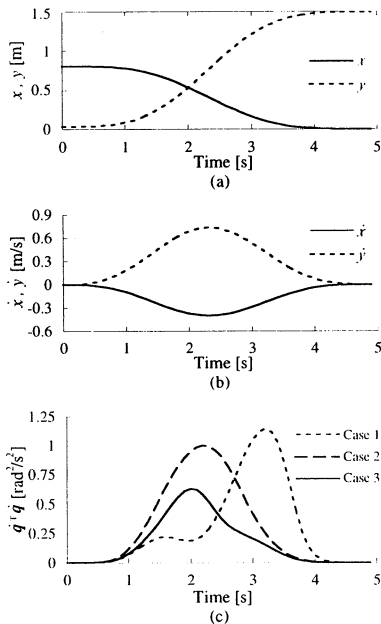 1.5
1
0.5
0
x, y [m]
x
y
0 1 2 3 4 5
Time [s]
(a)
0.9
0.6
0.3
0
-0.3
-0.6
ẋ, ẏ [m/s]
ẋ
ẏ
0 1 2 3 4 5
Time [s]
(b)
1.25
1
0.75
0.5
0.25
0
q̇ᵀq̇ [rad²/s²]
Case 1
Case 2
Case 3
0 1 2 3 4 5
Time [s]
(c)